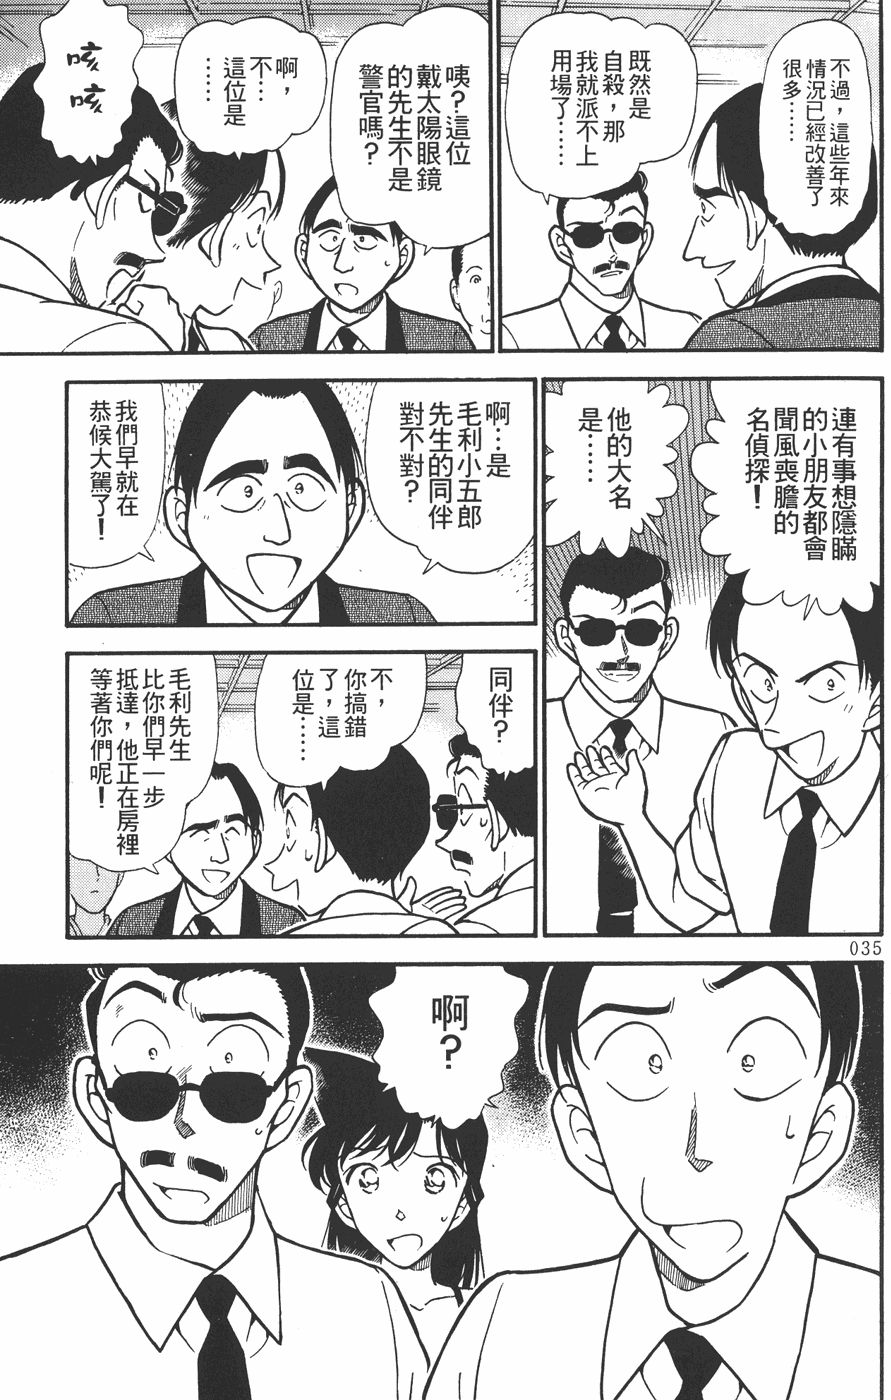 不過，這些年來
情況已經改善了
很多……
既然是
自殺，那
我就派不上
用場了……
咦？這位
戴太陽眼鏡
的先生不是
警官嗎？
啊，
不…
這位是
……
咳
咳
連有事想隱瞞
的小朋友都會
聞風喪膽的
名偵探！
他的大名
是……
啊…是
毛利小五郎
先生的同伴
對不對？
我們早就在
恭候大駕了！
同伴？
不，
你搞錯
了，這
位是……
毛利先生
比你們早一步
抵達，他正在房裡
等著你們呢！
035
啊？